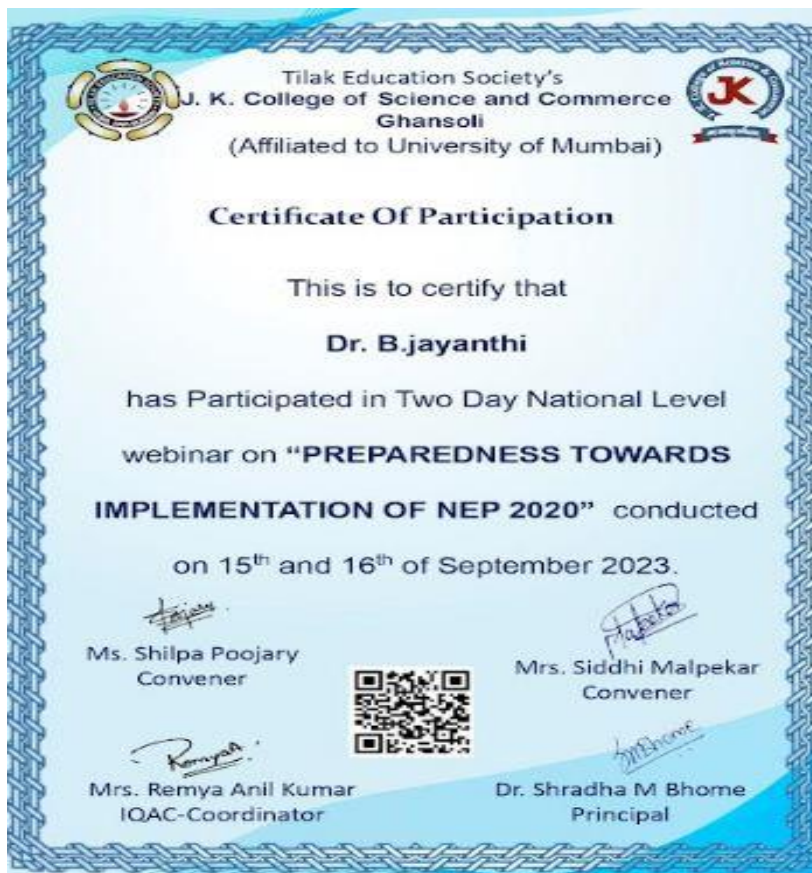 Tilak Education Society's
J. K. College of Science and Commerce
Ghansoli
(Affiliated to University of Mumbai)
JK
Certificate Of Participation
This is to certify that
Dr. B.jayanthi
has Participated in Two Day National Level
webinar on “PREPAREDNESS TOWARDS
IMPLEMENTATION OF NEP 2020” conducted
on 15th and 16th of September 2023.
Ms. Shilpa Poojary
Convener
Mrs. Siddhi Malpekar
Convener
Mrs. Remya Anil Kumar
IQAC-Coordinator
Dr. Shradha M Bhome
Principal